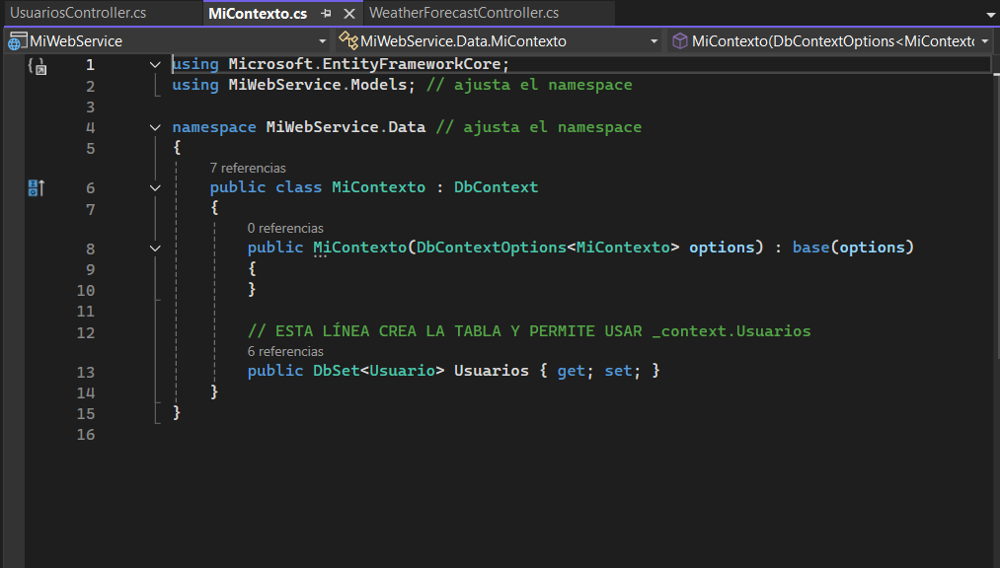 UsuariosController.cs MiContexto.cs WeatherForecastController.cs
MiWebService MiWebService.Data.MiContexto MiContexto(DbContextOptions<MiContexto
1 using Microsoft.EntityFrameworkCore;
2 using MiWebService.Models; // ajusta el namespace
3
4 namespace MiWebService.Data // ajusta el namespace
5 {
7 referencias
6 public class MiContexto : DbContext
7 {
0 referencias
8 public MiContexto(DbContextOptions<MiContexto> options) : base(options)
9 {
10 }
11
12 // ESTA LÍNEA CREA LA TABLA Y PERMITE USAR _context.Usuarios
6 referencias
13 public DbSet<Usuario> Usuarios { get; set; }
14 }
15 }
16